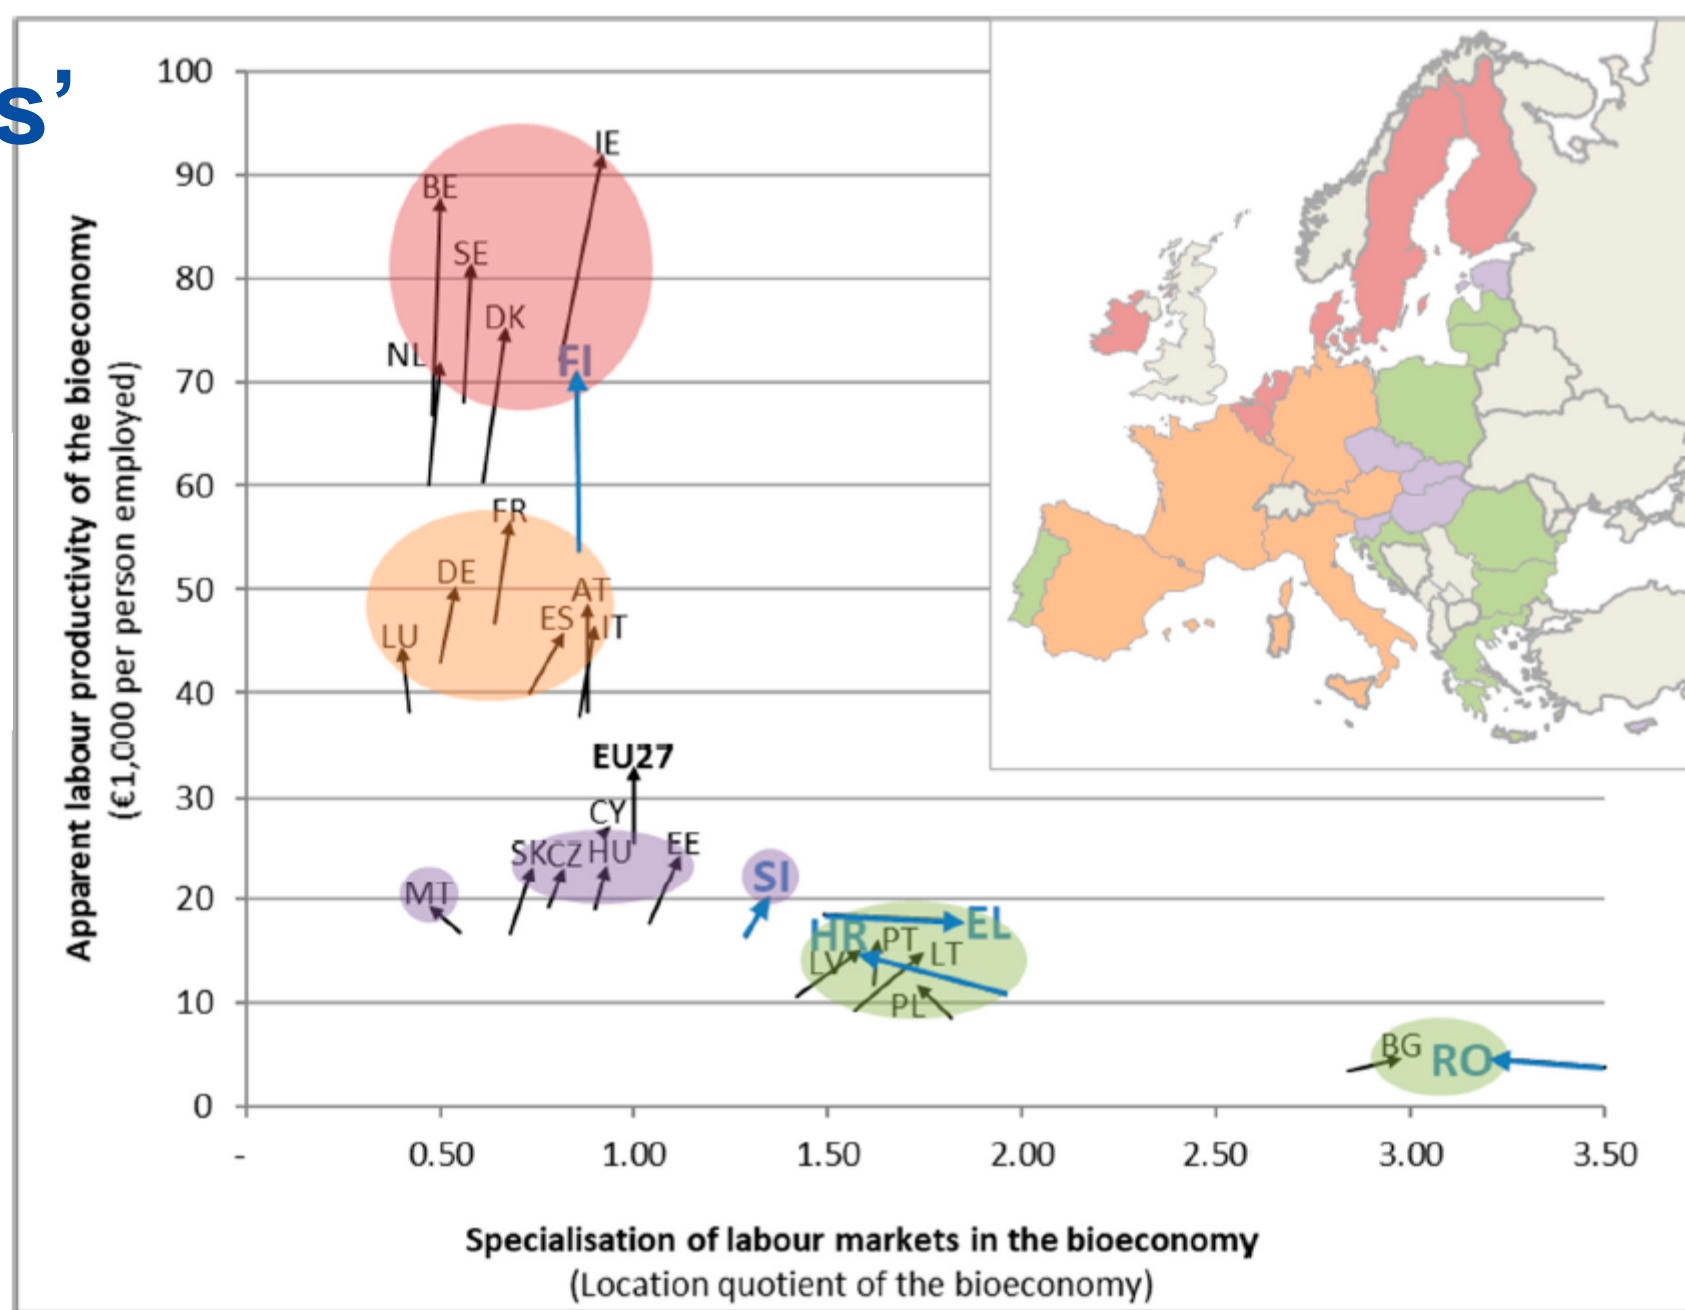 s’
100
90
80
70
60
50
40
30
20
10
0
Apparent labour productivity of the bioeconomy
(€1,000 per person employed)
IE
BE
SE
DK
NL
FI
FR
DE
AT
ES
IT
LU
EU27
CY
SK
CZ
HU
EE
MT
SI
EL
HR
PT
LV
LT
PL
BG
RO
- 0.50 1.00 1.50 2.00 2.50 3.00 3.50
Specialisation of labour markets in the bioeconomy
(Location quotient of the bioeconomy)